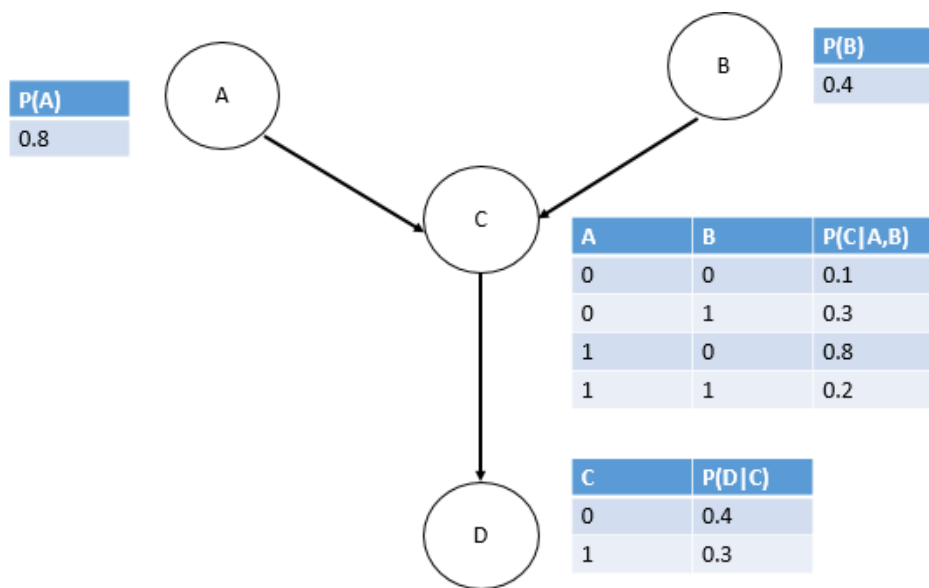 P(A)
0.8
A
B
P(B)
0.4
C
A B P(C|A,B)
0 0 0.1
0 1 0.3
1 0 0.8
1 1 0.2
D
C P(D|C)
0 0.4
1 0.3